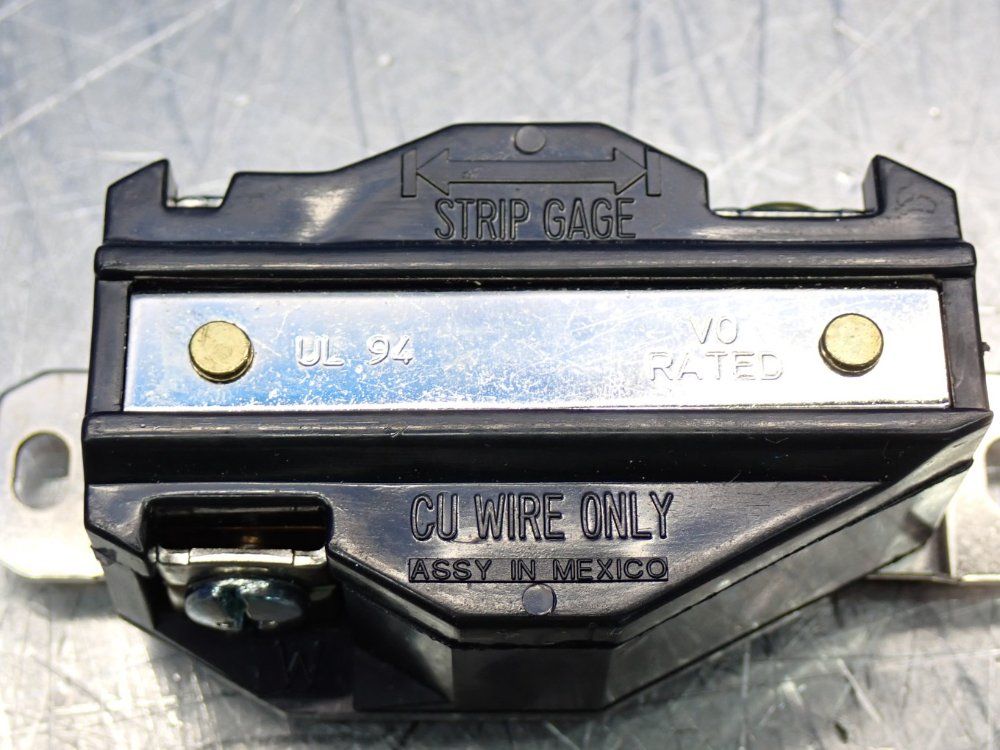 STRIP GAGE
UL 94
V0
RATED
CU WIRE ONLY
ASSY IN MEXICO
W